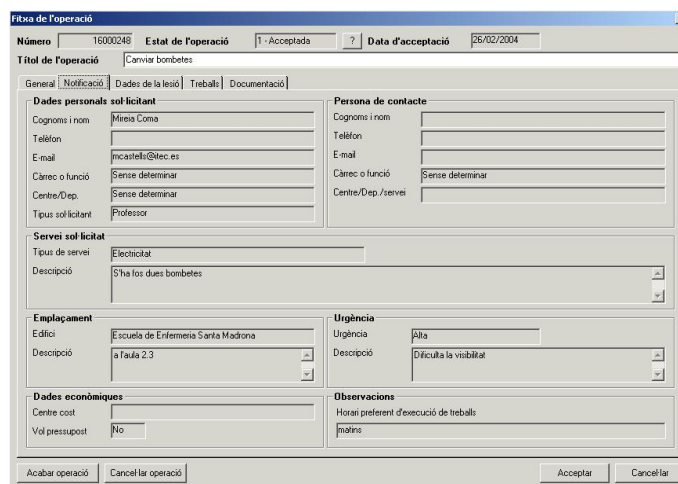 Fitxa de l'operació
Número 16000248 Estat de l'operació 1 - Acceptada ? Data d'acceptació 26/02/2004
Títol de l'operació Canviar bombetes
General Notificació Dades de la lesió Treballs Documentació
Dades personals sol·licitant
Cognoms i nom Mireia Coma
Telèfon
E-mail mcastells@itec.es
Càrrec o funció Sense determinar
Centre/Dep. Sense determinar
Tipus sol·licitant Professor
Persona de contacte
Cognoms i nom
Telèfon
E-mail
Càrrec o funció Sense determinar
Centre/Dep./servei
Servei sol·licitat
Tipus de servei Electricitat
Descripció S'ha fos dues bombetes
Emplaçament
Edifici Escuela de Enfermeria Santa Madrona
Descripció a l'aula 2.3
Urgència
Urgència Alta
Descripció Dificulta la visibilitat
Dades econòmiques
Centre cost
Vol pressupost No
Observacions
Horari preferent d'execució de treballs
matins
Acabar operació Cancel·lar operació Acceptar Cancel·lar